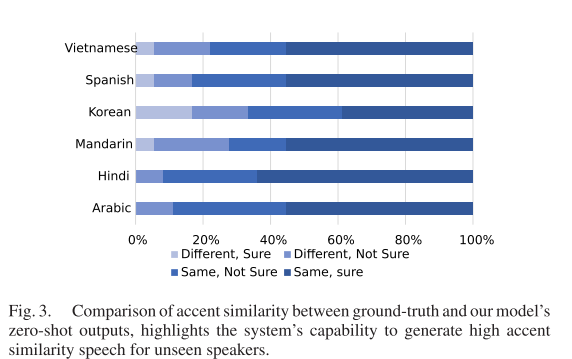 Vietnamese
Spanish
Korean
Mandarin
Hindi
Arabic
0% 20% 40% 60% 80% 100%
Different, Sure Different, Not Sure
Same, Not Sure Same, sure
Fig. 3. Comparison of accent similarity between ground-truth and our model's
zero-shot outputs, highlights the system's capability to generate high accent
similarity speech for unseen speakers.